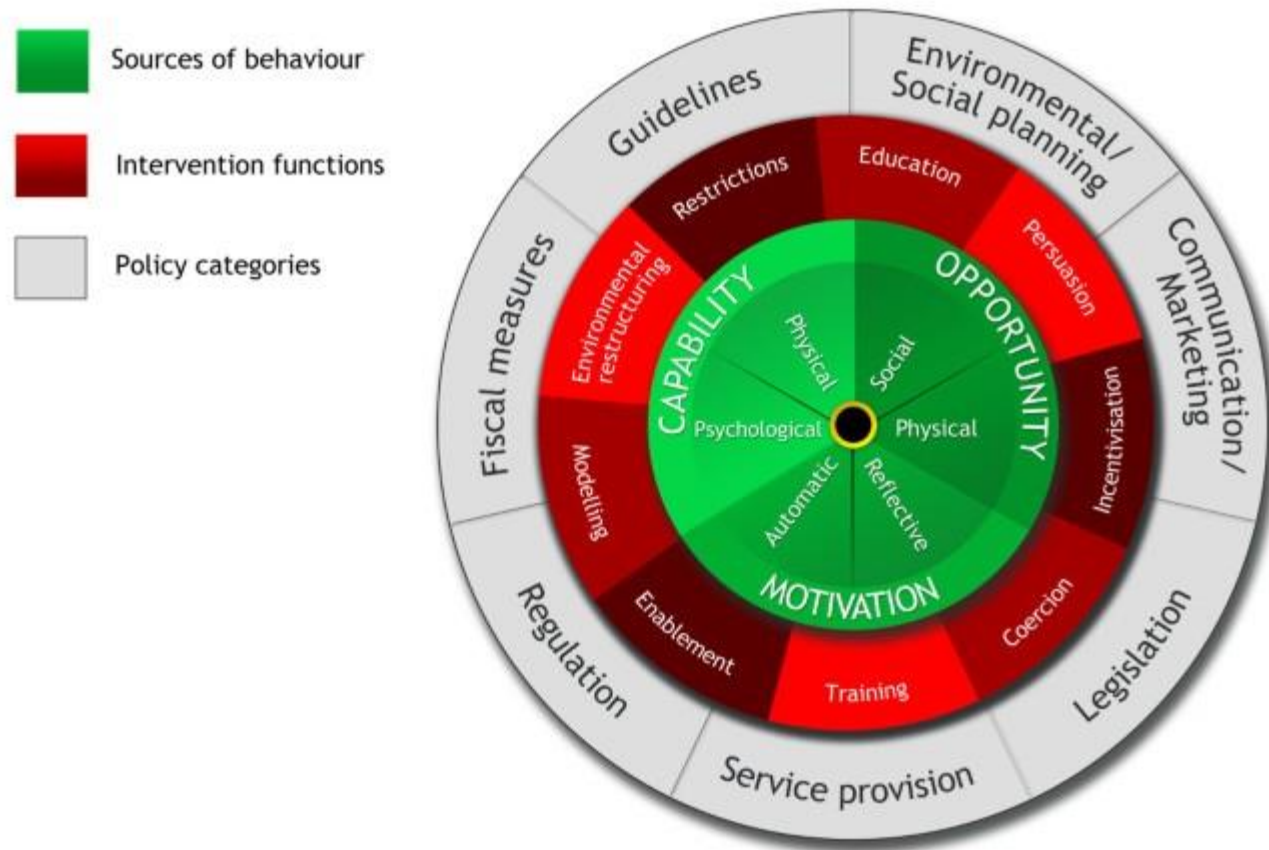 Sources of behaviour
Intervention functions
Policy categories
Guidelines
Environmental/
Social planning
Communication/
Marketing
Legislation
Service provision
Regulation
Fiscal measures
Restrictions
Education
Persuasion
Incentivisation
Coercion
Training
Enablement
Modelling
Environmental
restructuring
CAPABILITY
OPPORTUNITY
MOTIVATION
Physical
Social
Psychological
Physical
Automatic
Reflective